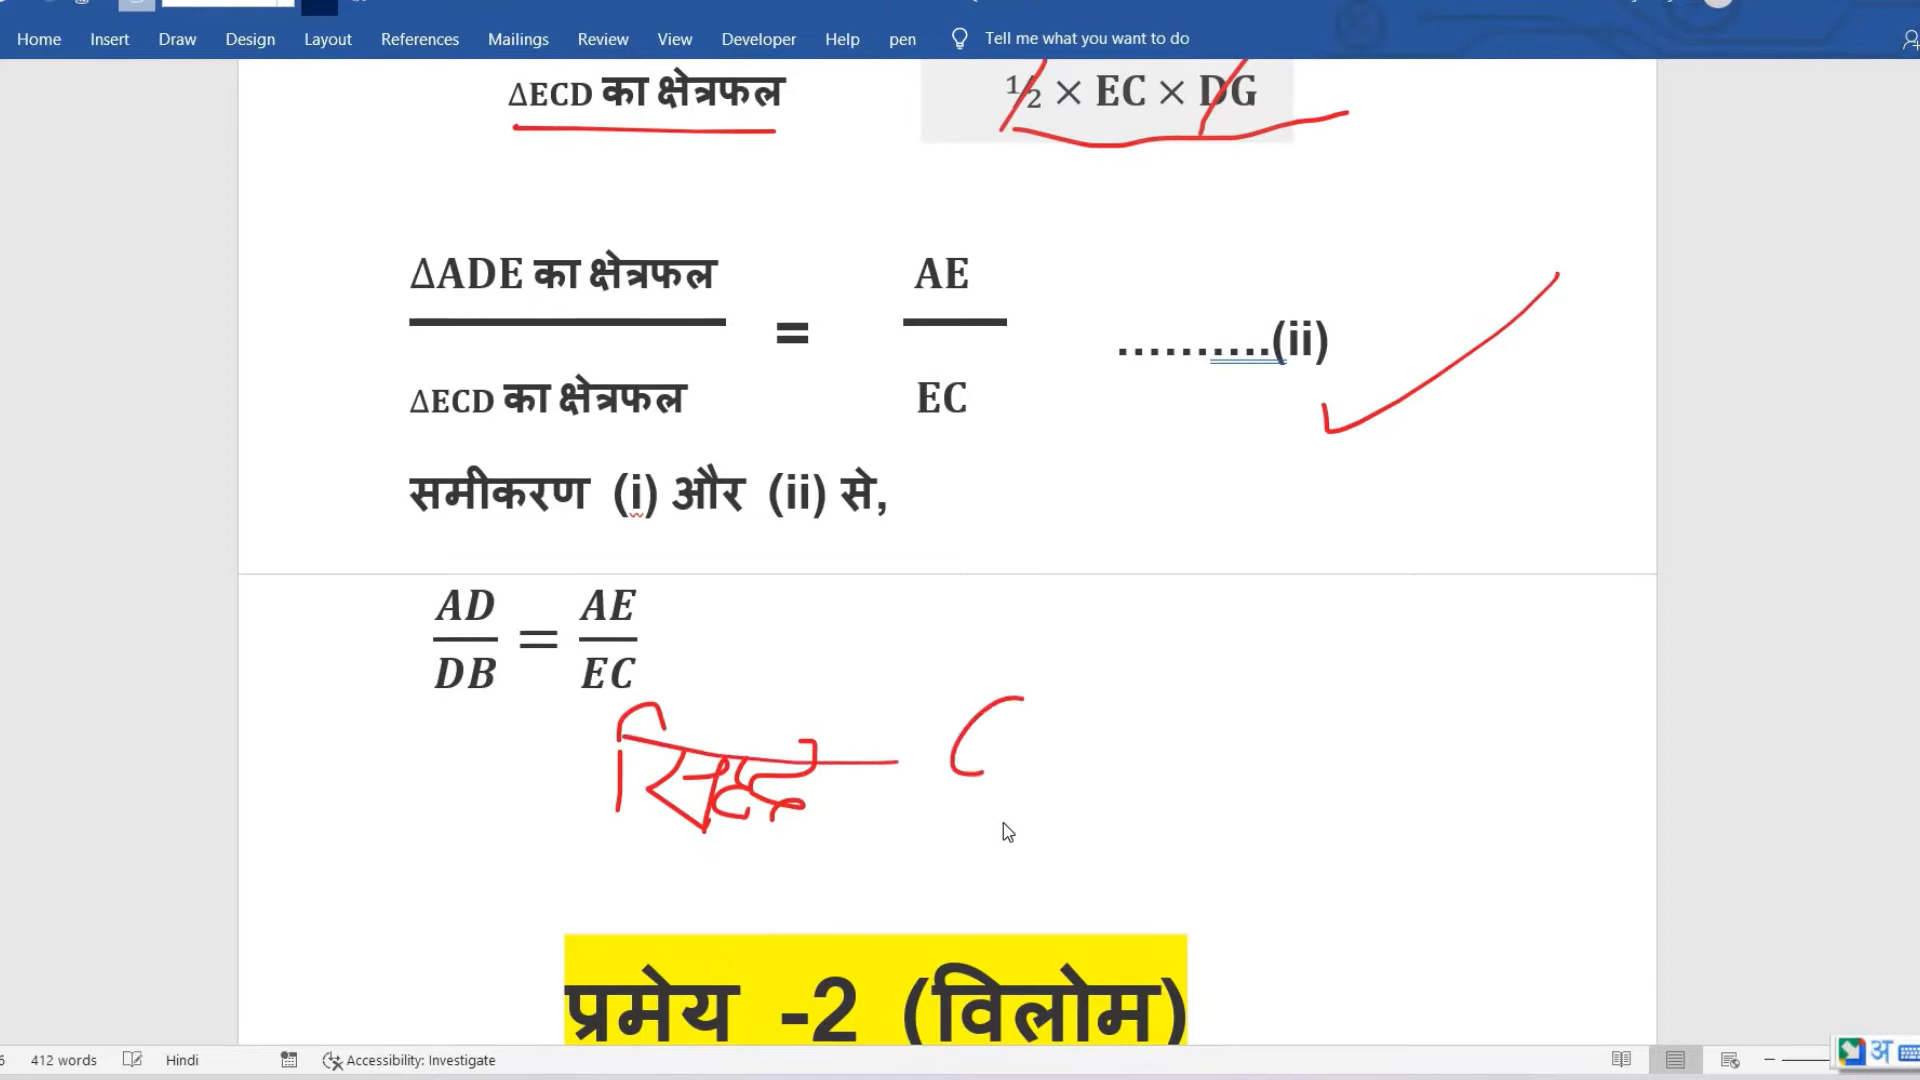 Home Insert Draw Design Layout References Mailings Review View Developer Help pen Tell me what you want to do
ΔECD का क्षेत्रफल ½ × EC × DG
ΔADE का क्षेत्रफल AE
= ……….(ii)
ΔECD का क्षेत्रफल EC
समीकरण (i) और (ii) से,
AD AE
=
DB EC
सिद्ध
प्रमेय -2 (विलोम)
412 words Hindi Accessibility: Investigate
अ